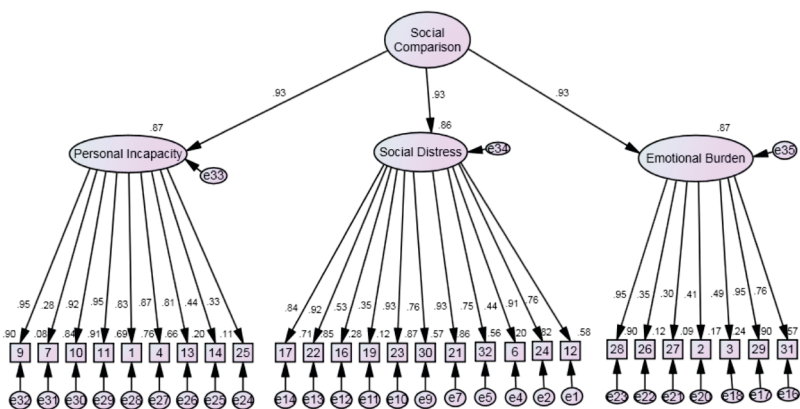 Social
Comparison
.93 .93 .93
.87 .86 .87
Personal Incapacity Social Distress e34 Emotional Burden e35
e33
.95 .28 .92 .95 .83 .87 .81 .44 .33 .84 .92 .53 .35 .93 .76 .93 .75 .44 .91 .76 .95 .35 .30 .41 .49 .95 .76
.90 .08 .84 .91 .69 .76 .66 .20 .11 .71 .85 .28 .12 .87 .57 .86 .56 .20 .82 .58 .90 .12 .09 .17 .24 .90 .57
9 7 10 11 1 4 13 14 25 17 22 16 19 23 30 21 32 6 24 12 28 26 27 2 3 29 31
e32 e31 e30 e29 e28 e27 e26 e25 e24 e14 e13 e12 e11 e10 e9 e7 e5 e4 e2 e1 e23 e22 e21 e20 e18 e17 e16